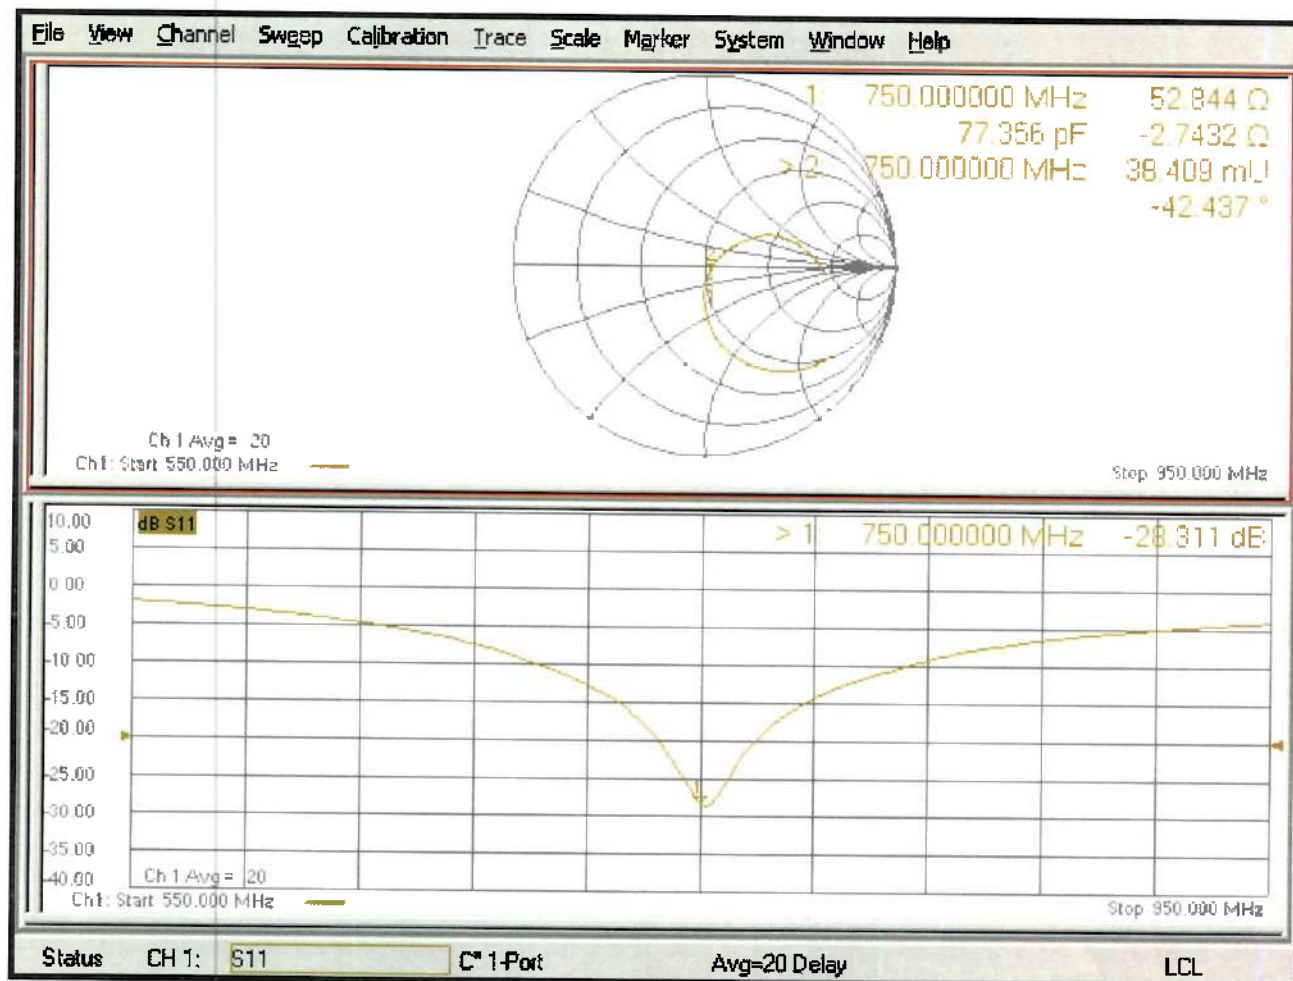 File View Channel Sweep Calibration Trace Scale Marker System Window Help
1: 750.000000 MHz 52.844 Ω
77.356 pF -2.7432 Ω
> 2 750.000000 MHz 38.409 mU
-42.437 °
2
Ch 1 Avg = 20
Ch1: Start 550.000 MHz
Stop 950.000 MHz
10.00
dB S11
> 1 750.000000 MHz -28.311 dB
5.00
0.00
-5.00
-10.00
-15.00
-20.00
-25.00
1
-30.00
-35.00
-40.00
Ch 1 Avg = 20
Ch1: Start 550.000 MHz
Stop 950.000 MHz
Status CH 1: S11 C* 1-Port Avg=20 Delay LCL